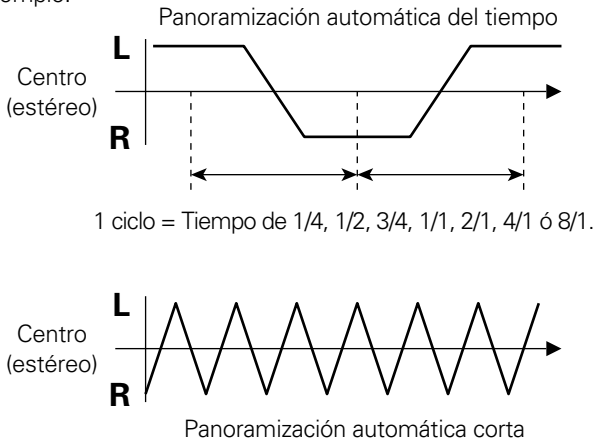 Panoramización automática del tiempo
L
Centro
(estéreo)
R
1 ciclo = Tiempo de 1/4, 1/2, 3/4, 1/1, 2/1, 4/1 ó 8/1.
L
Centro
(estéreo)
R
Panoramización automática corta